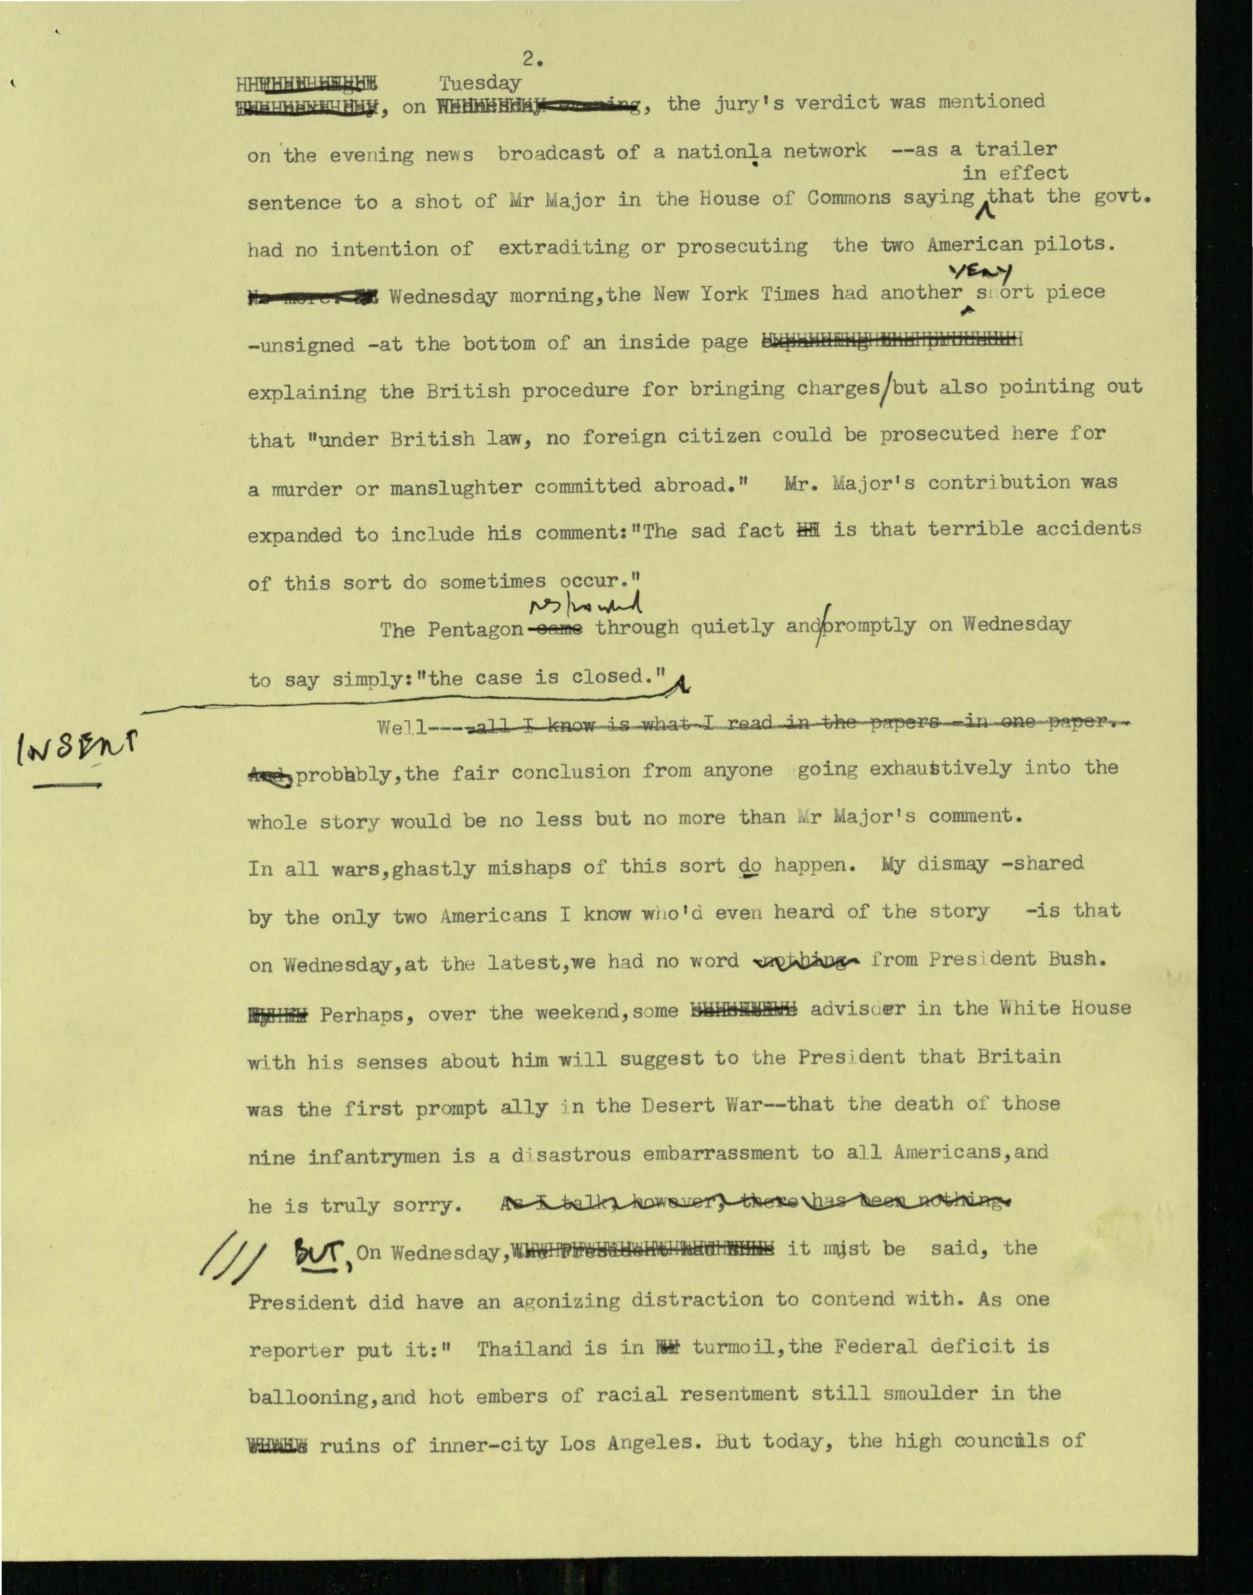 2.
Tuesday
, on , the jury's verdict was mentioned
on the evening news broadcast of a nationla network --as a trailer
in effect
sentence to a shot of Mr Major in the House of Commons saying that the govt.
had no intention of extraditing or prosecuting the two American pilots.
very
No more. Wednesday morning,the New York Times had another short piece
-unsigned -at the bottom of an inside page
explaining the British procedure for bringing charges/but also pointing out
that "under British law, no foreign citizen could be prosecuted here for
a murder or manslughter committed abroad." Mr. Major's contribution was
expanded to include his comment:"The sad fact is that terrible accidents
of this sort do sometimes occur."
responded
The Pentagon came through quietly and/promptly on Wednesday
to say simply:"the case is closed."
Well----all I know is what I read in the papers -in one paper.
INSERT
And, probably,the fair conclusion from anyone going exhaustively into the
whole story would be no less but no more than Mr Major's comment.
In all wars,ghastly mishaps of this sort do happen. My dismay -shared
by the only two Americans I know who'd even heard of the story -is that
on Wednesday,at the latest,we had no word nothing from President Bush.
Perhaps, over the weekend,some adviser in the White House
with his senses about him will suggest to the President that Britain
was the first prompt ally in the Desert War--that the death of those
nine infantrymen is a disastrous embarrassment to all Americans,and
he is truly sorry. As I talk, however, there has been nothing.
/// BUT, On Wednesday, it must be said, the
President did have an agonizing distraction to contend with. As one
reporter put it:" Thailand is in turmoil,the Federal deficit is
ballooning,and hot embers of racial resentment still smoulder in the
ruins of inner-city Los Angeles. But today, the high councils of